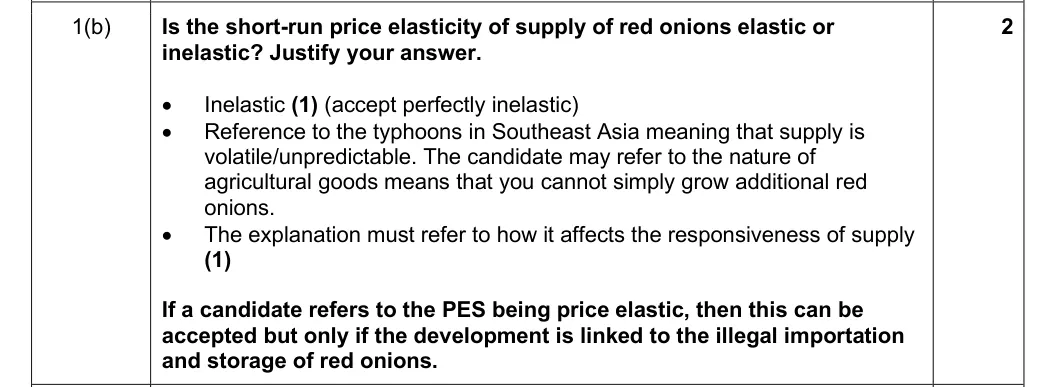 1(b)
Is the short-run price elasticity of supply of red onions elastic or
inelastic? Justify your answer.
2
• Inelastic (1) (accept perfectly inelastic)
• Reference to the typhoons in Southeast Asia meaning that supply is
volatile/unpredictable. The candidate may refer to the nature of
agricultural goods means that you cannot simply grow additional red
onions.
• The explanation must refer to how it affects the responsiveness of supply
(1)
If a candidate refers to the PES being price elastic, then this can be
accepted but only if the development is linked to the illegal importation
and storage of red onions.